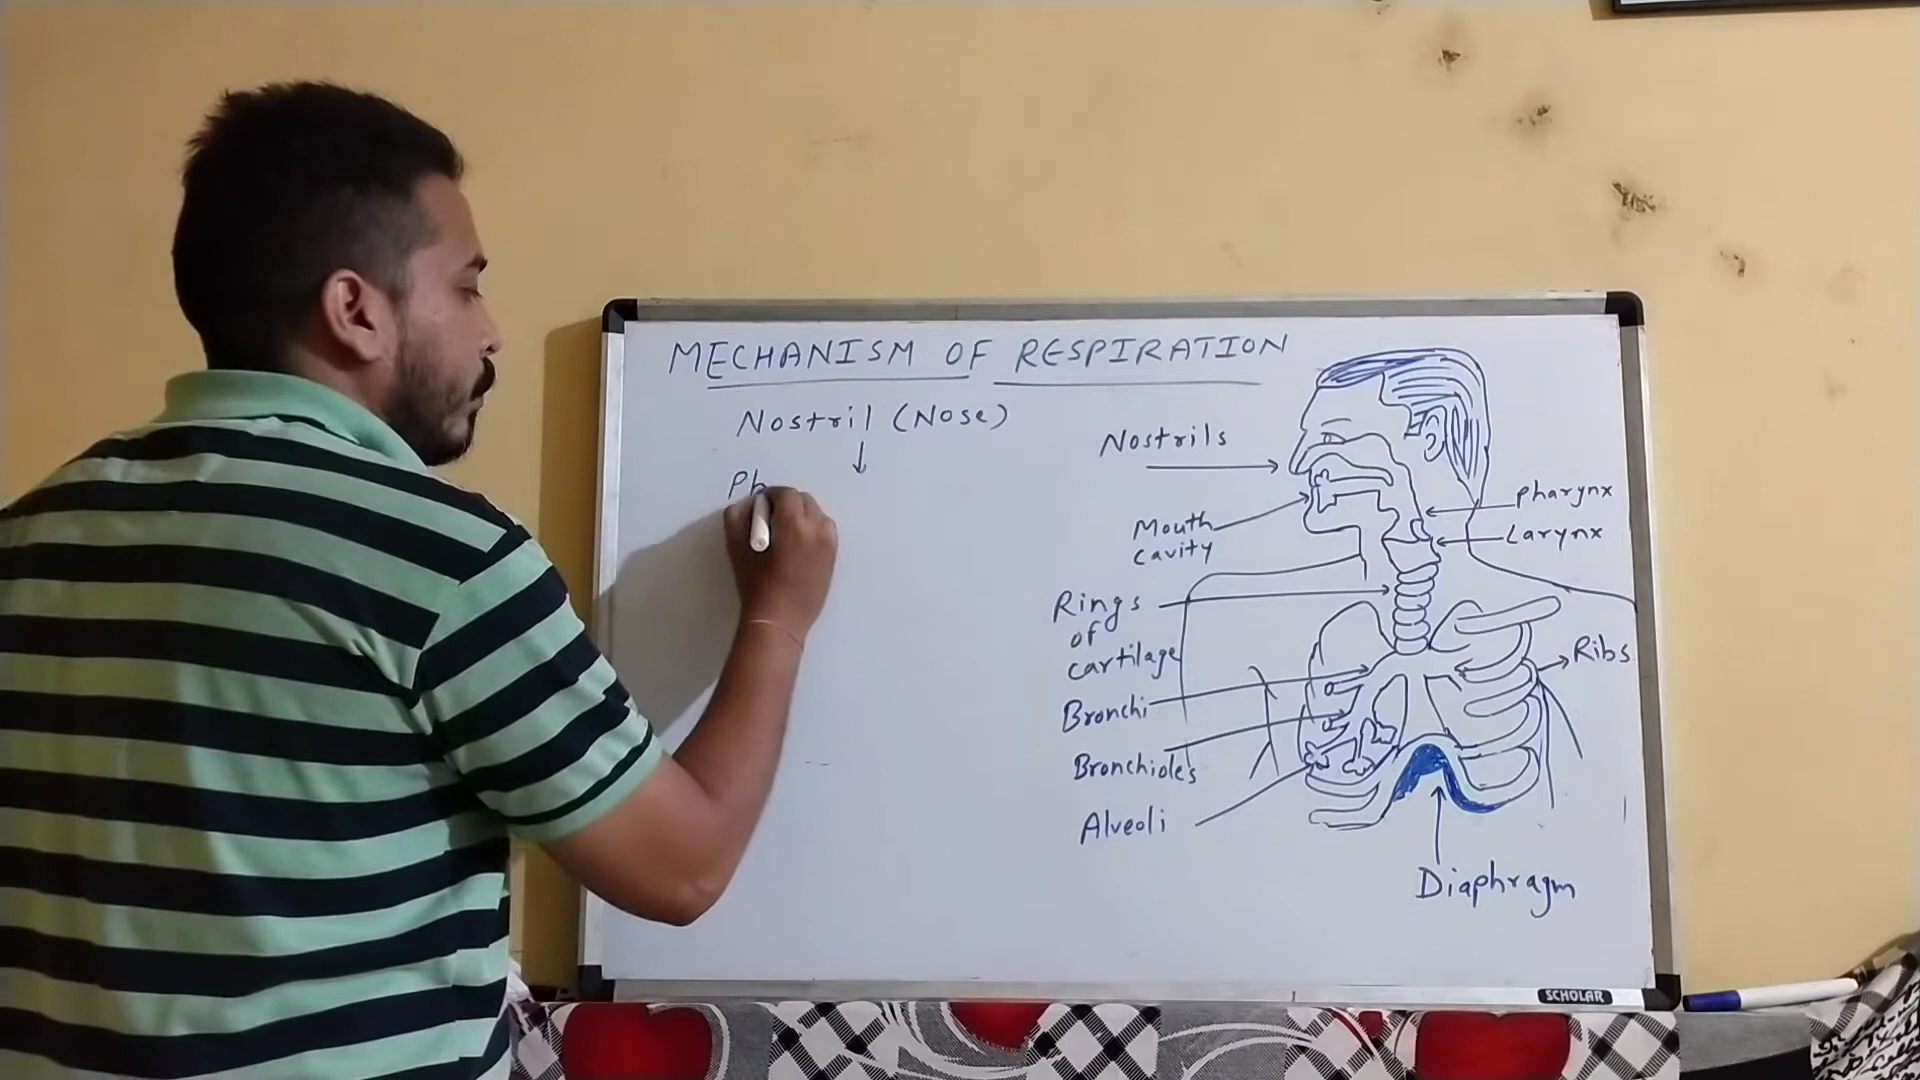 MECHANISM OF RESPIRATION
Nostril (Nose)
↓
Ph
Nostrils
Mouth
cavity
pharynx
Larynx
Rings
of
cartilage
Ribs
Bronchi
Bronchioles
Alveoli
Diaphragm
SCHOLAR